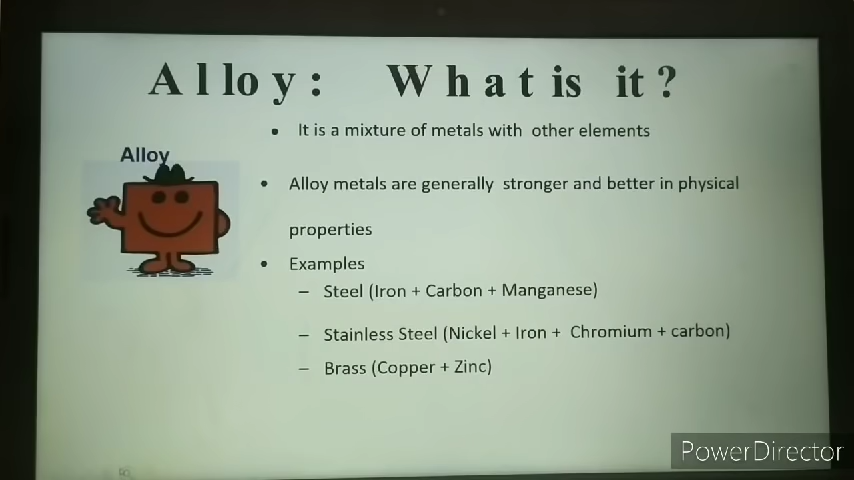 Alloy: What is it?
• It is a mixture of metals with other elements
Alloy
• Alloy metals are generally stronger and better in physical
properties
• Examples
– Steel (Iron + Carbon + Manganese)
– Stainless Steel (Nickel + Iron + Chromium + carbon)
– Brass (Copper + Zinc)
PowerDirector